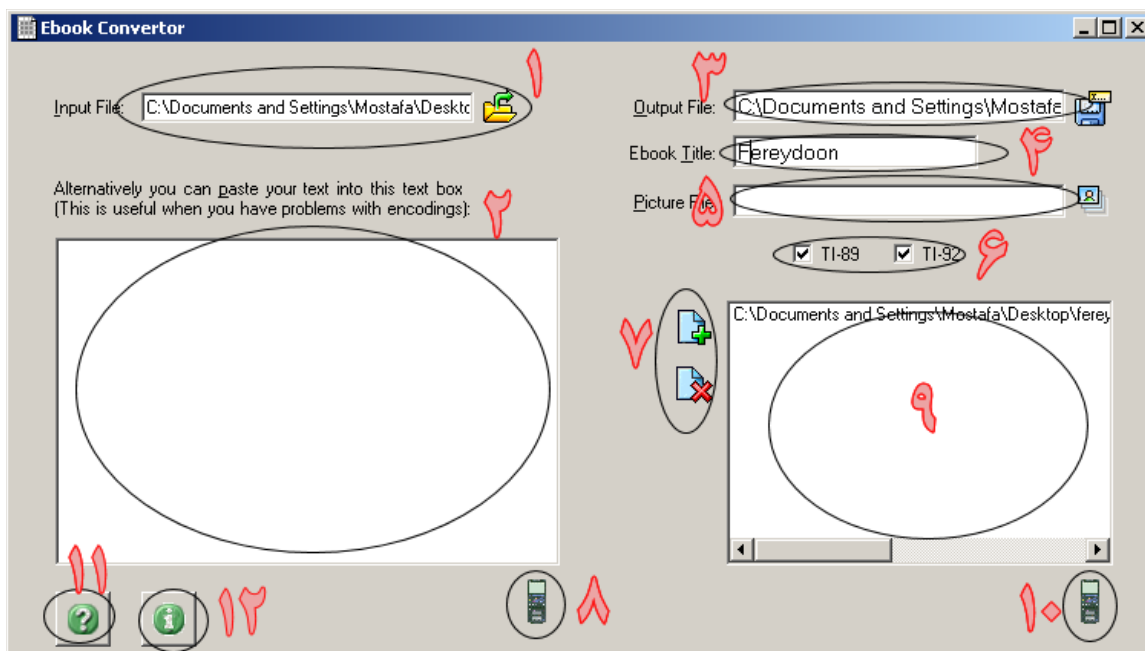 Ebook Convertor
۱
Input File: C:\Documents and Settings\Mostafa\Deskto
۳
Output File: C:\Documents and Settings\Mostafa
Ebook Title: Fereydoon
۴
Alternatively you can paste your text into this text box
(This is useful when you have problems with encodings):
۲
Picture File
۵
TI-89 TI-92
۶
۷
C:\Documents and Settings\Mostafa\Desktop\ferey
۹
۱۱
۱۲
۸
۱۰